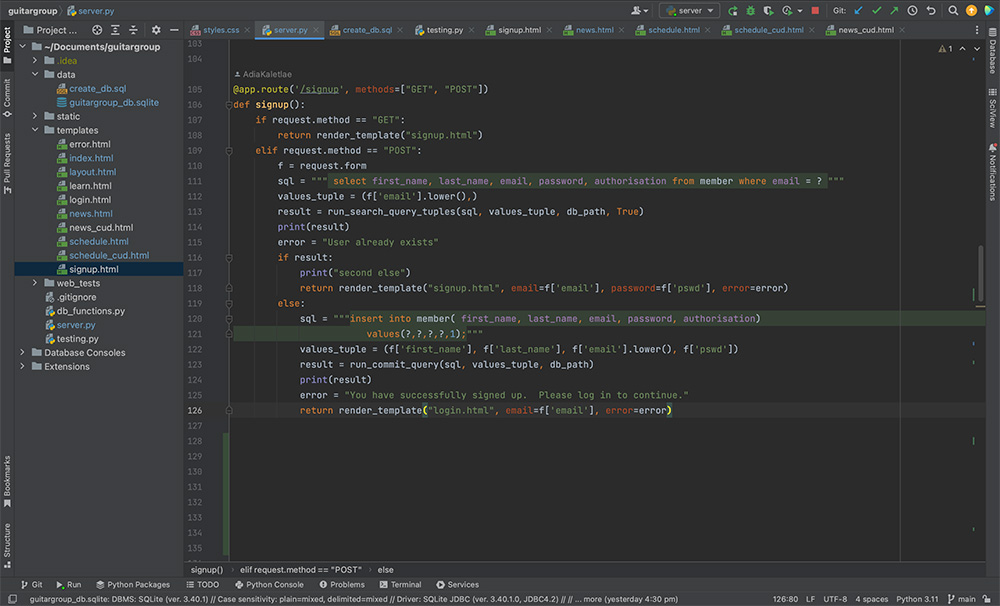 guitargroup
server.py
server
Git:
Project ...
styles.css
server.py
create_db.sql
testing.py
signup.html
news.html
schedule.html
schedule_cud.html
news_cud.html
~/Documents/guitargroup
.idea
data
create_db.sql
guitargroup_db.sqlite
static
templates
error.html
index.html
layout.html
learn.html
login.html
news.html
news_cud.html
schedule.html
schedule_cud.html
signup.html
web_tests
.gitignore
db_functions.py
server.py
testing.py
Database Consoles
Extensions
Project
Commit
Pull Requests
Bookmarks
Structure
103
104
1
AdiaKaletlae
105 @app.route('/signup', methods=["GET", "POST"])
106 def signup():
107 if request.method == "GET":
108 return render_template("signup.html")
109 elif request.method == "POST":
110 f = request.form
111 sql = """ select first_name, last_name, email, password, authorisation from member where email = ? """
112 values_tuple = (f['email'].lower(),)
113 result = run_search_query_tuples(sql, values_tuple, db_path, True)
114 print(result)
115 error = "User already exists"
116 if result:
117 print("second else")
118 return render_template("signup.html", email=f['email'], password=f['pswd'], error=error)
119 else:
120 sql = """insert into member( first_name, last_name, email, password, authorisation)
121 values(?,?,?,?,1);"""
122 values_tuple = (f['first_name'], f['last_name'], f['email'].lower(), f['pswd'])
123 result = run_commit_query(sql, values_tuple, db_path)
124 print(result)
125 error = "You have successfully signed up.  Please log in to continue."
126 return render_template("login.html", email=f['email'], error=error)
127
128
129
130
131
132
133
134
135
Database
SciView
Notifications
signup()
elif request.method == "POST"
else
Git
Run
Python Packages
TODO
Python Console
Problems
Terminal
Services
guitargroup_db.sqlite: DBMS: SQLite (ver. 3.40.1) // Case sensitivity: plain=mixed, delimited=mixed // Driver: SQLite JDBC (ver. 3.40.1.0, JDBC4.2) // // ... more (yesterday 4:30 pm)
126:80
LF
UTF-8
4 spaces
Python 3.11
main